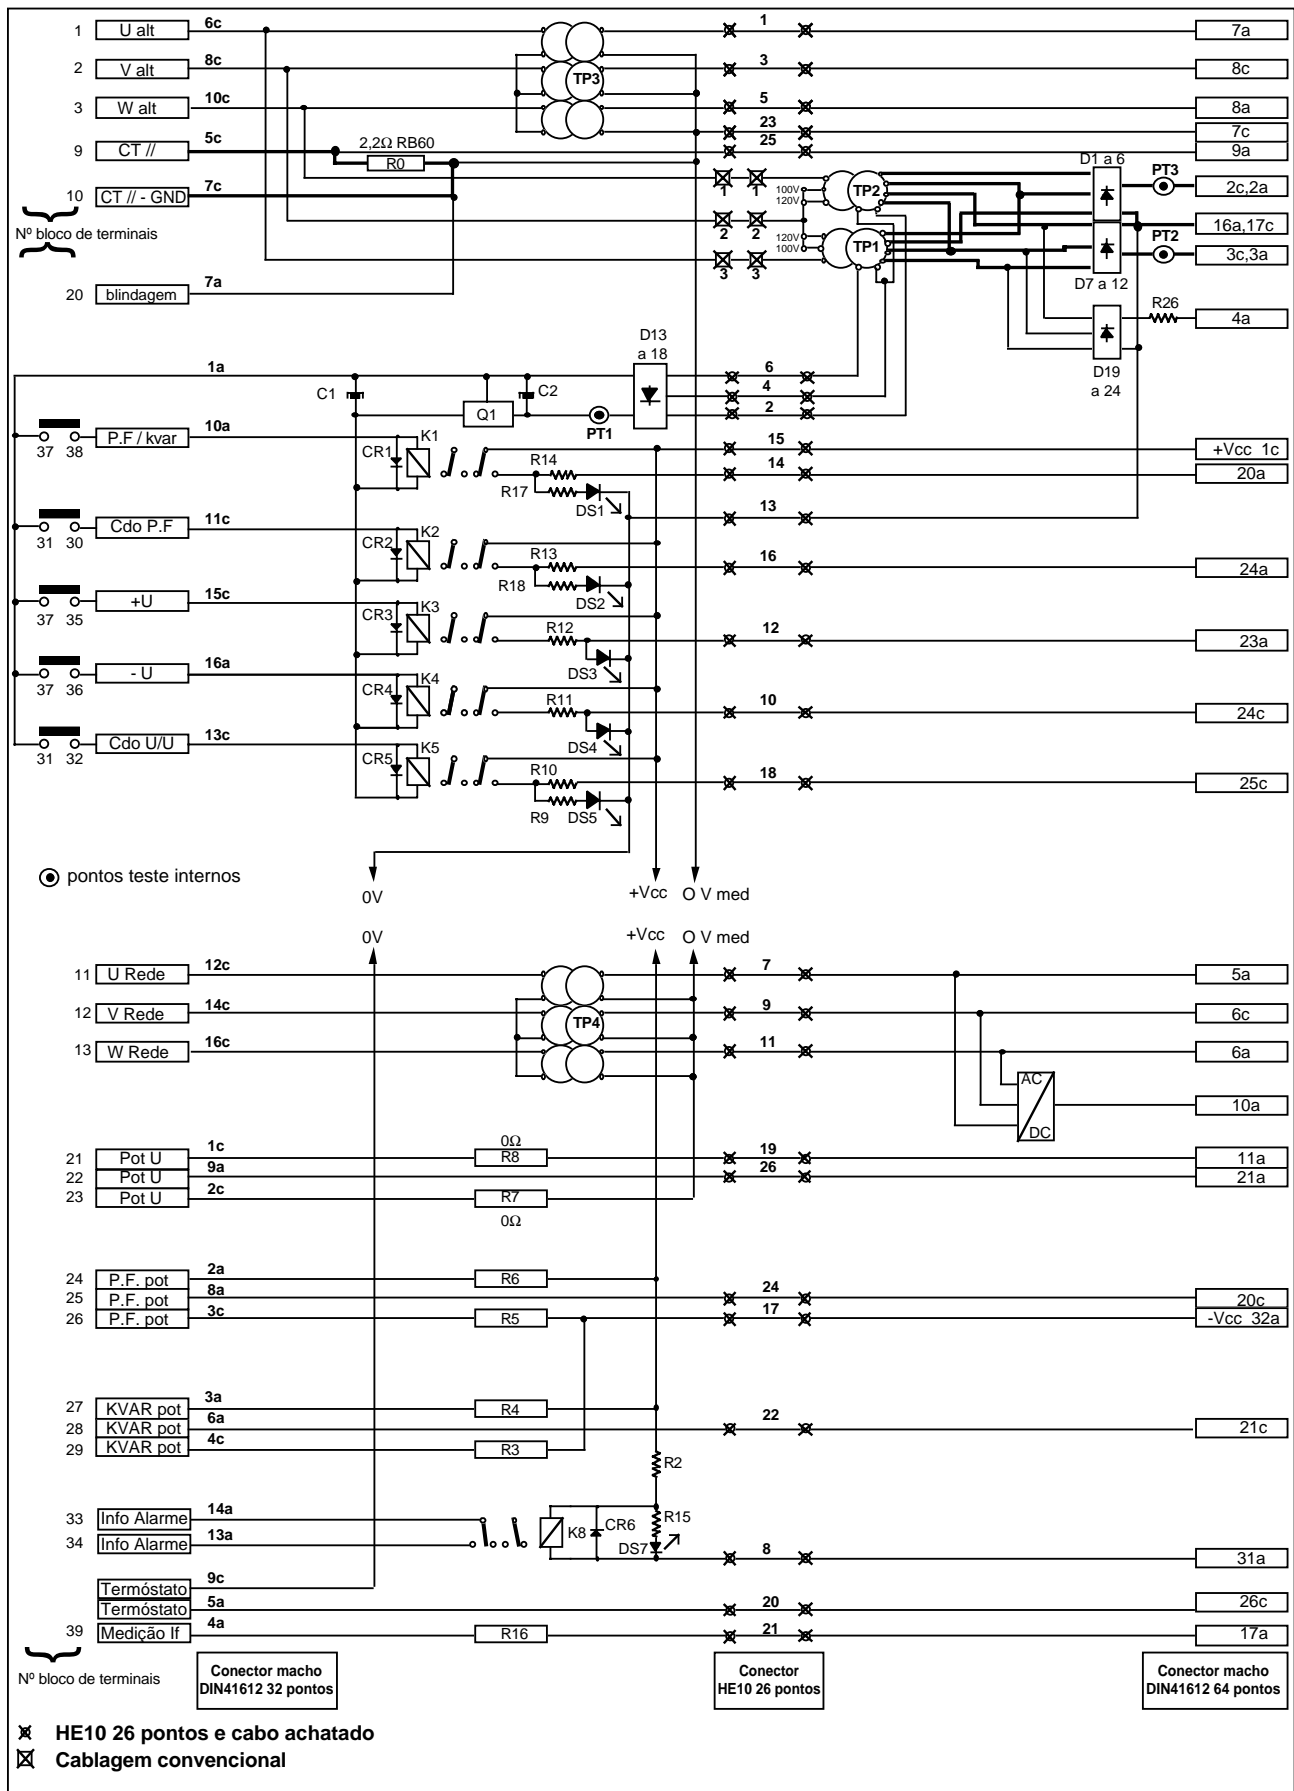 1 U alt 6c 1 7a
2 V alt 8c TP3 3 8c
3 W alt 10c 5 8a
23 7c
9 CT // 5c 2,2Ω RB60 25 9a
R0
D1 a 6 PT3
10 CT // - GND 7c 1 1 100V 120V TP2 2c,2a
Nº bloco de terminais
2 2 16a,17c
120V 100V TP1 PT2 3c,3a
3 3
D7 a 12
20 blindagem 7a
R26 4a
D13 a 18
D19 a 24
1a C1 C2 6
4
Q1 PT1 2
37 38 P.F / kvar 10a CR1 K1 15 +Vcc 1c
R14 14 20a
R17 DS1
13
31 30 Cdo P.F 11c CR2 K2
R13 16 24a
R18 DS2
37 35 +U 15c CR3 K3
R12 12 23a
DS3
37 36 - U 16a CR4 K4
R11 10 24c
DS4
31 32 Cdo U/U 13c CR5 K5
R10 18 25c
R9 DS5
pontos teste internos
0V +Vcc O V med
0V +Vcc O V med
11 U Rede 12c 7 5a
12 V Rede 14c TP4 9 6c
13 W Rede 16c 11 6a
AC
DC
10a
0Ω
21 Pot U 1c R8 19 11a
22 Pot U 9a 26 21a
23 Pot U 2c R7
0Ω
24 P.F. pot 2a R6
25 P.F. pot 8a 24 20c
26 P.F. pot 3c R5 17 -Vcc 32a
27 KVAR pot 3a R4
28 KVAR pot 6a 22 21c
29 KVAR pot 4c R3
R2
33 Info Alarme 14a R15
K8 CR6
34 Info Alarme 13a DS7
8 31a
Termóstato 9c
Termóstato 5a 20 26c
39 Medição If 4a R16 21 17a
Nº bloco de terminais
Conector macho
DIN41612 32 pontos
Conector
HE10 26 pontos
Conector macho
DIN41612 64 pontos
HE10 26 pontos e cabo achatado
Cablagem convencional